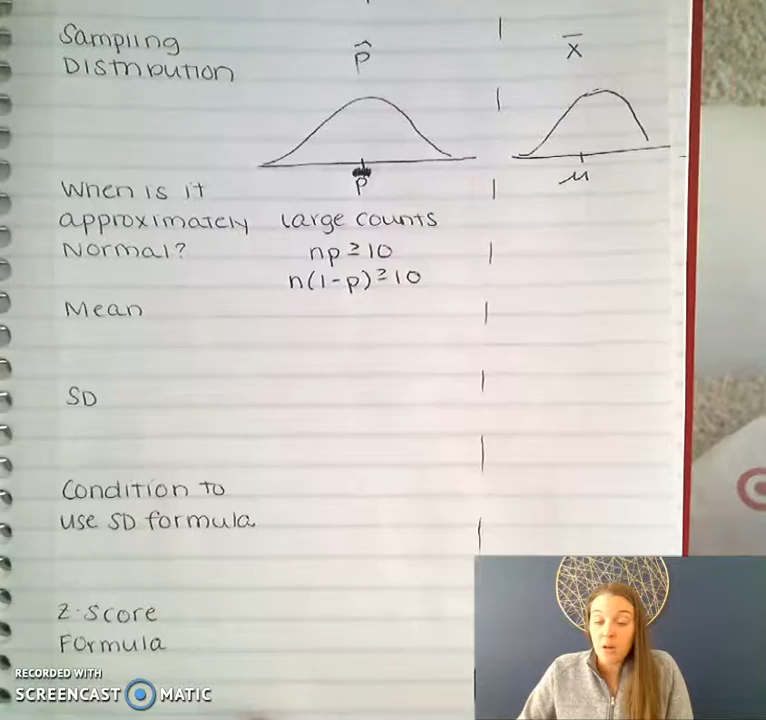 Sampling
Distribution
p̂
x̄
p
μ
When is it
approximately
Normal?
large counts
np ≥ 10
n(1-p) ≥ 10
Mean
SD
Condition to
use SD formula
z-score
Formula
RECORDED WITH
SCREENCAST MATIC